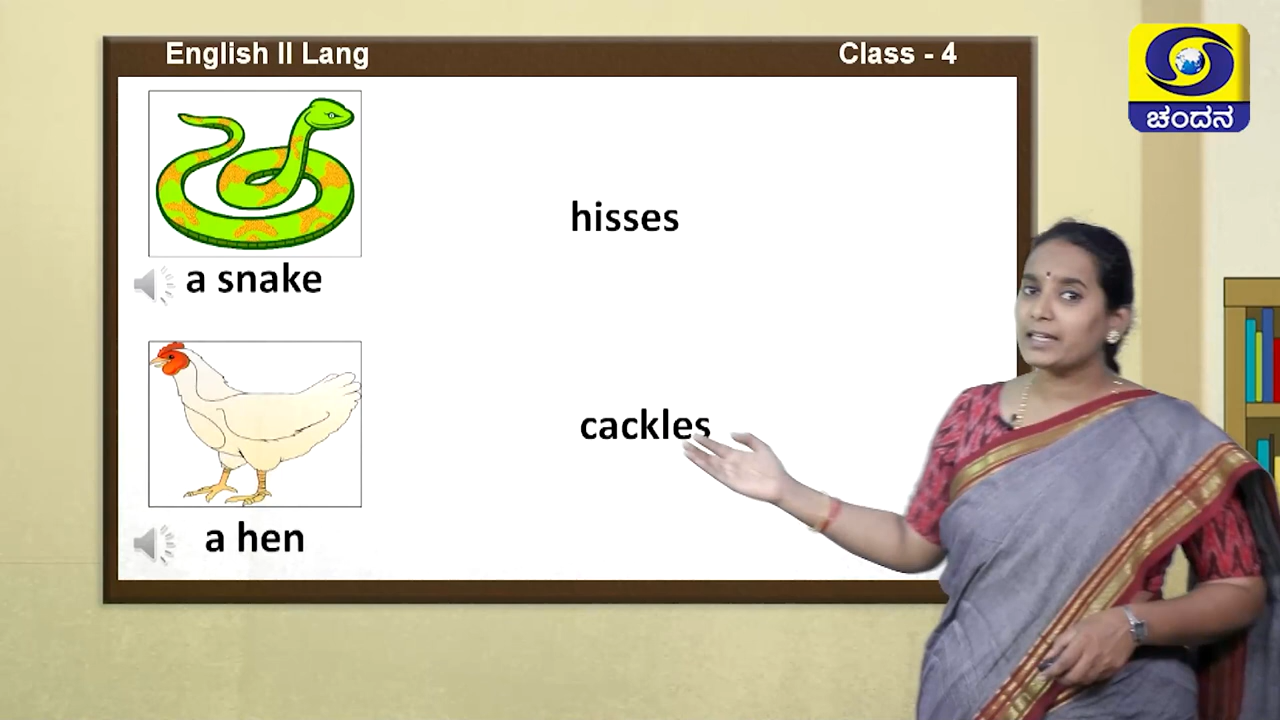 English II Lang
Class - 4
ಚಂದನ
hisses
a snake
cackles
a hen